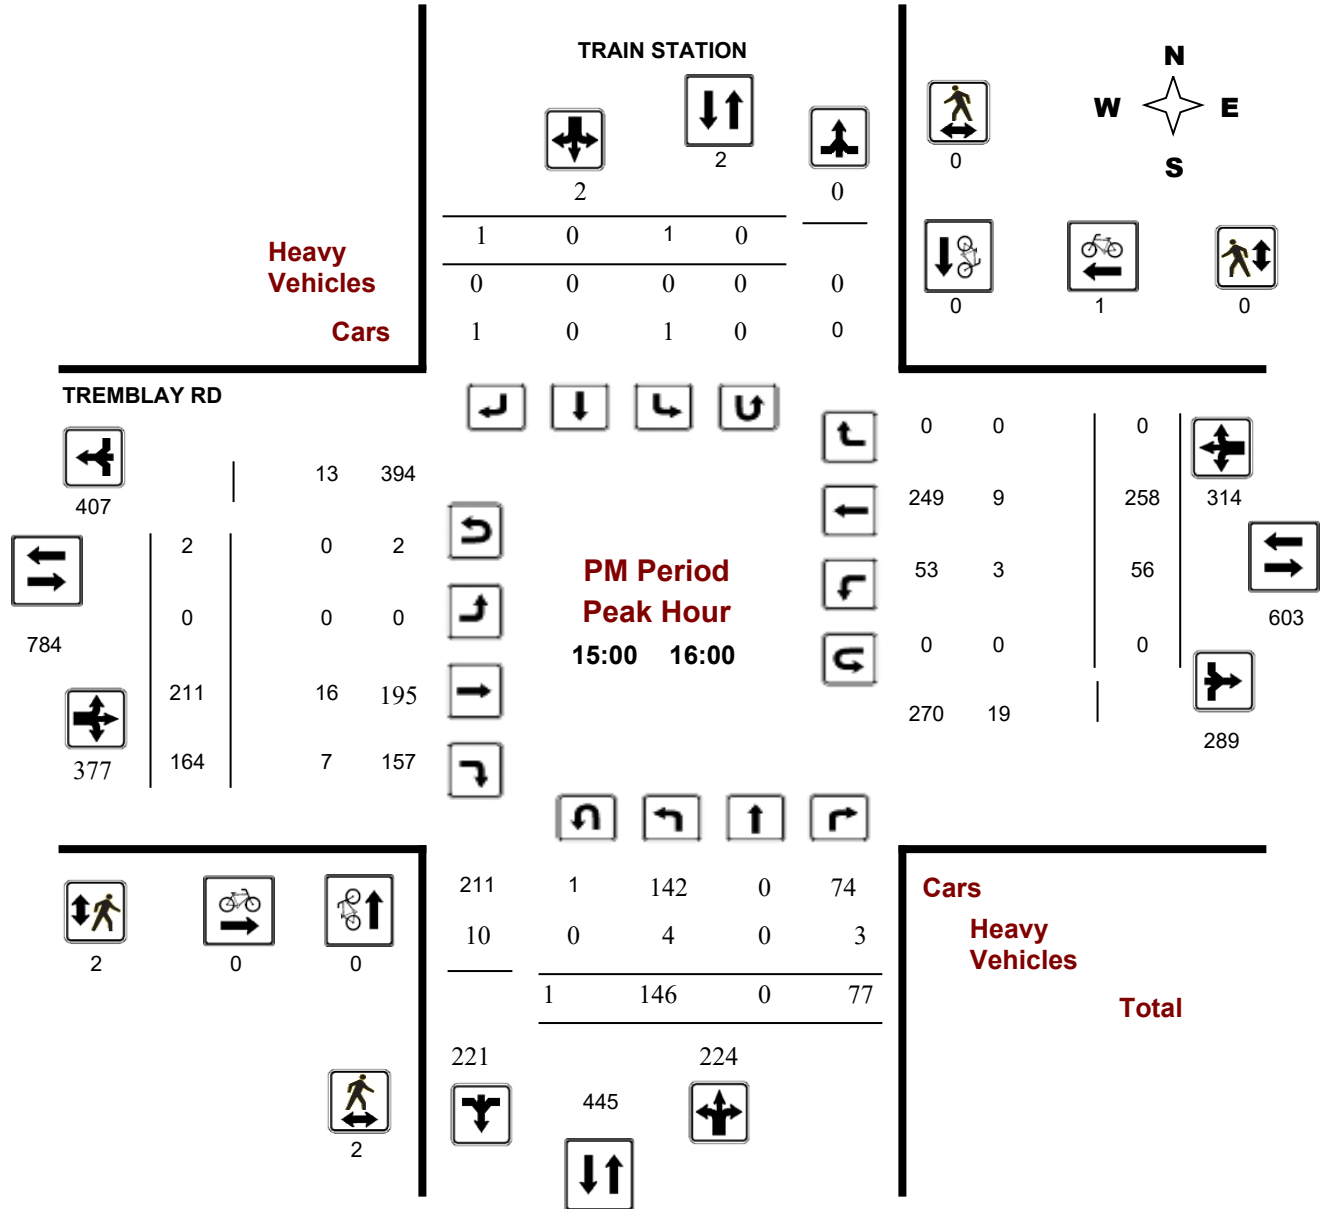 TRAIN STATION
N
W E
S
2
2 0 0
1 0 1 0
Heavy
Vehicles
0 0 0 0 0
Cars
1 0 1 0 0
0 1 0
TREMBLAY RD
407
13 394
2 0 2
784
0 0 0
211 16 195
377
164 7 157
PM Period
Peak Hour
15:00 16:00
0 0 0
249 9 258 314
53 3 56
603
0 0 0
270 19
289
211 1 142 0 74
Cars
10 0 4 0 3
Heavy
Vehicles
2 0 0
1 146 0 77
Total
221 224
445
2